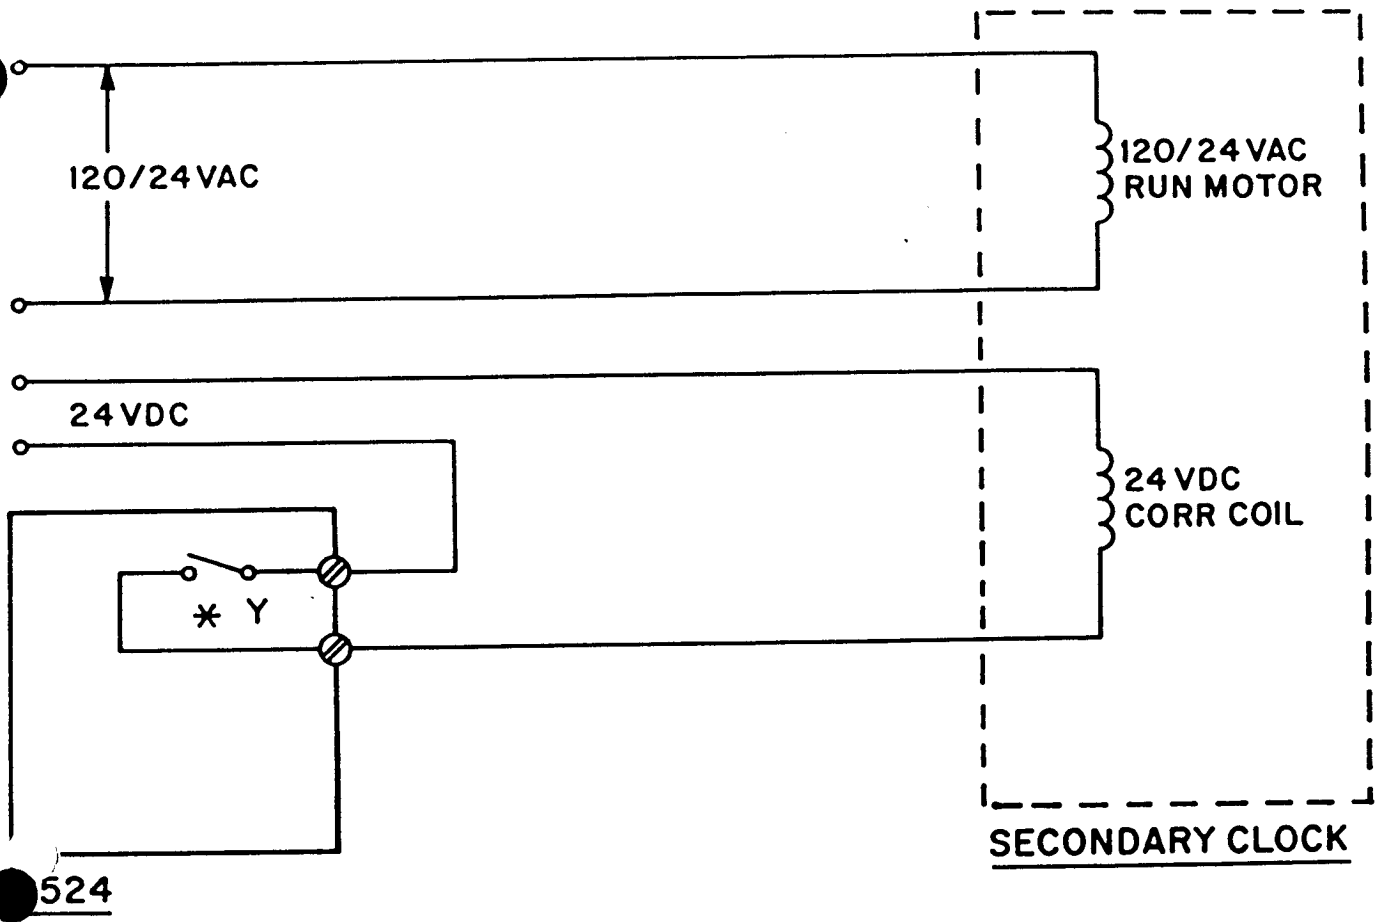 120/24 VAC
120/24 VAC
RUN MOTOR
24 VDC
24 VDC
CORR COIL
* Y
SECONDARY CLOCK
524